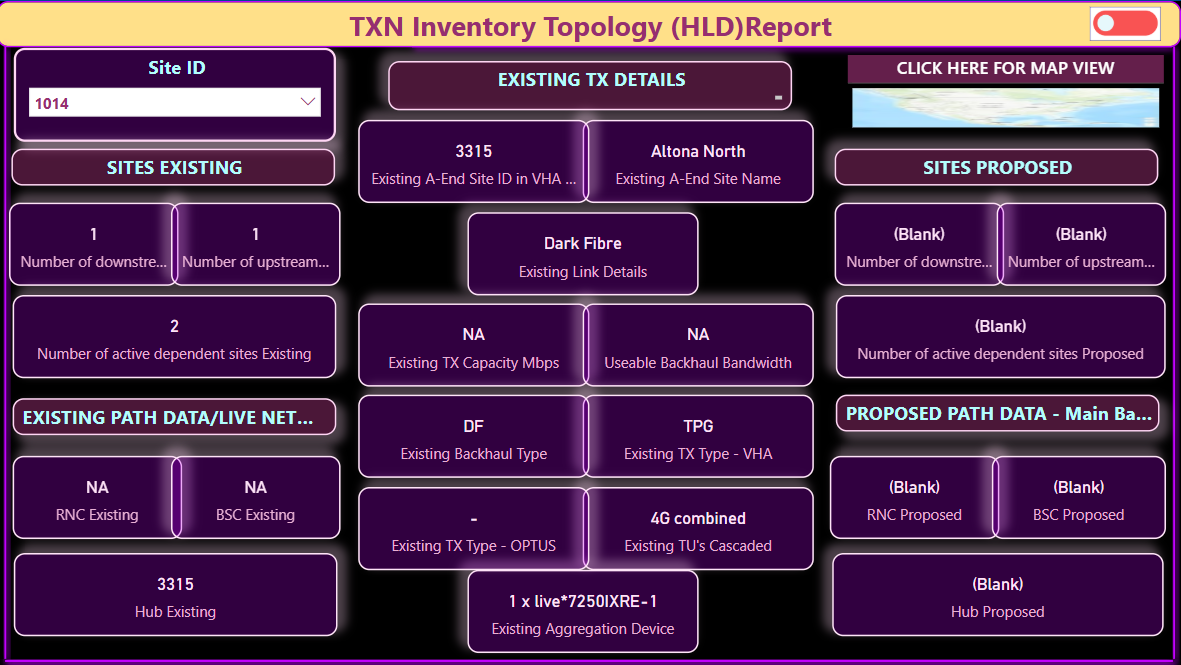 TXN Inventory Topology (HLD)Report
Site ID
1014
SITES EXISTING
1
Number of downstre...
1
Number of upstream...
2
Number of active dependent sites Existing
EXISTING PATH DATA/LIVE NET...
NA
RNC Existing
NA
BSC Existing
3315
Hub Existing
EXISTING TX DETAILS
3315
Existing A-End Site ID in VHA ...
Altona North
Existing A-End Site Name
Dark Fibre
Existing Link Details
NA
Existing TX Capacity Mbps
NA
Useable Backhaul Bandwidth
DF
Existing Backhaul Type
TPG
Existing TX Type - VHA
-
Existing TX Type - OPTUS
4G combined
Existing TU's Cascaded
1 x live*7250IXRE-1
Existing Aggregation Device
CLICK HERE FOR MAP VIEW
SITES PROPOSED
(Blank)
Number of downstre...
(Blank)
Number of upstream...
(Blank)
Number of active dependent sites Proposed
PROPOSED PATH DATA - Main Ba...
(Blank)
RNC Proposed
(Blank)
BSC Proposed
(Blank)
Hub Proposed